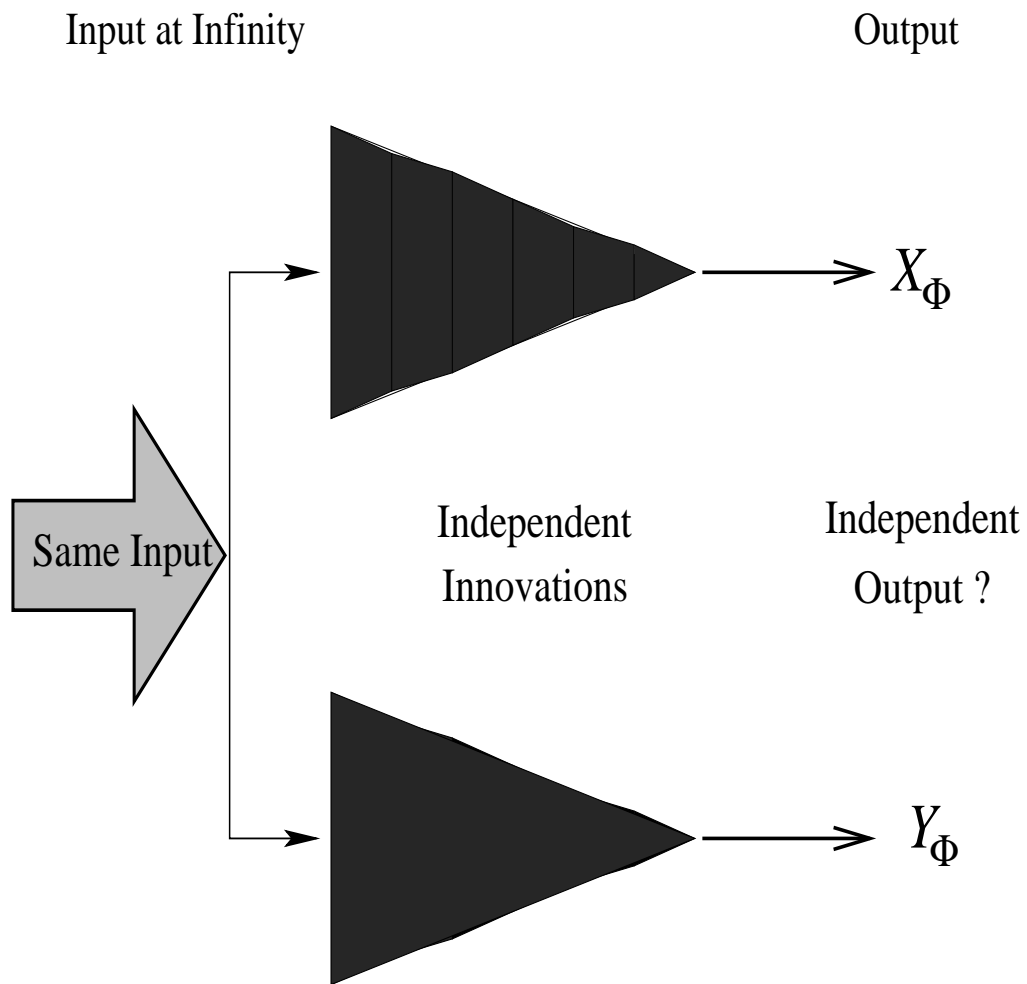 Input at Infinity
Output
X_Φ
Same Input
Independent
Innovations
Independent
Output ?
Y_Φ